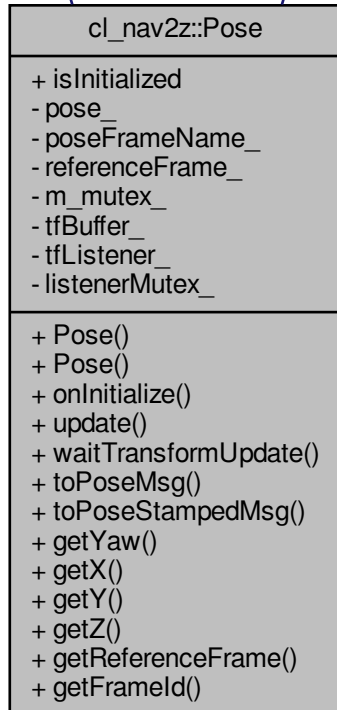 cl_nav2z::Pose
+ isInitialized
- pose_
- poseFrameName_
- referenceFrame_
- m_mutex_
- tfBuffer_
- tfListener_
- listenerMutex_
+ Pose()
+ Pose()
+ onInitialize()
+ update()
+ waitTransformUpdate()
+ toPoseMsg()
+ toPoseStampedMsg()
+ getYaw()
+ getX()
+ getY()
+ getZ()
+ getReferenceFrame()
+ getFrameId()